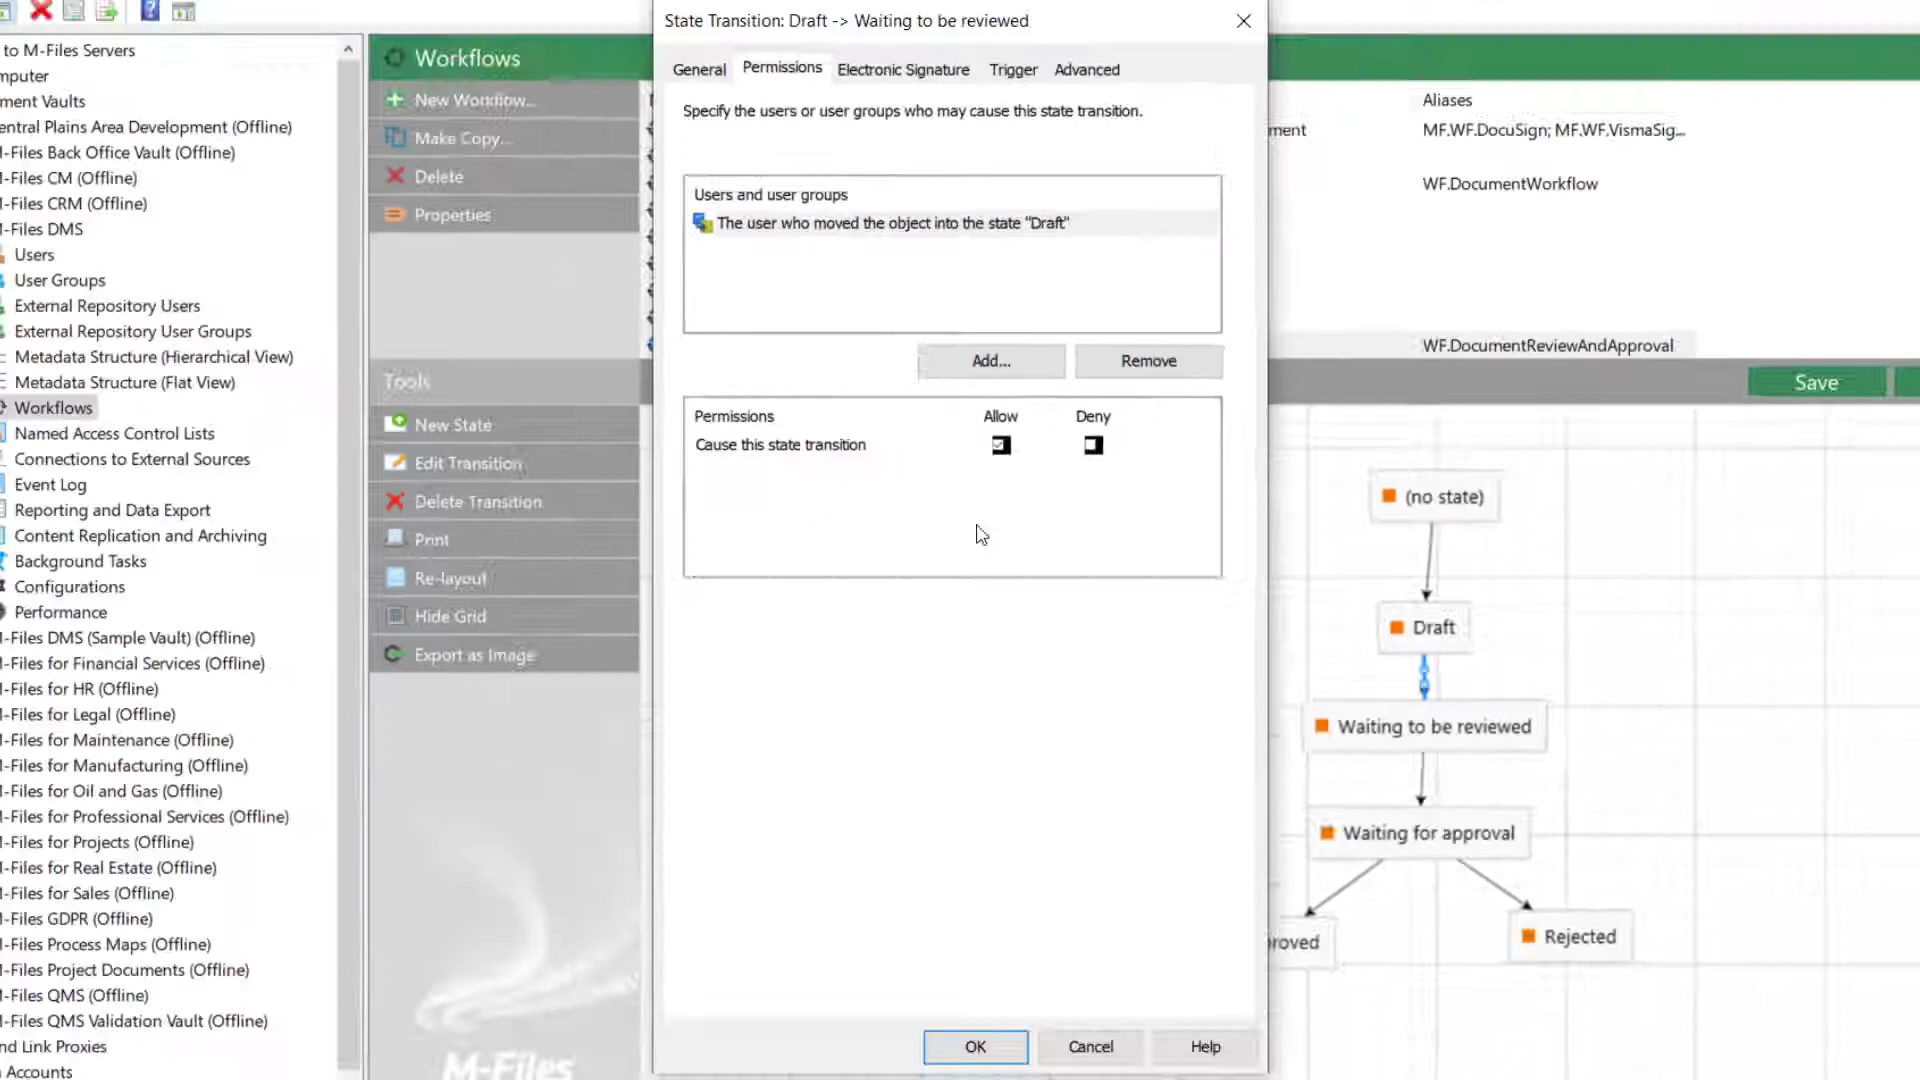 to M-Files Servers
mputer
ment Vaults
entral Plains Area Development (Offline)
M-Files Back Office Vault (Offline)
M-Files CM (Offline)
M-Files CRM (Offline)
M-Files DMS
Users
User Groups
External Repository Users
External Repository User Groups
Metadata Structure (Hierarchical View)
Metadata Structure (Flat View)
Workflows
Named Access Control Lists
Connections to External Sources
Event Log
Reporting and Data Export
Content Replication and Archiving
Background Tasks
Configurations
Performance
M-Files DMS (Sample Vault) (Offline)
M-Files for Financial Services (Offline)
M-Files for HR (Offline)
M-Files for Legal (Offline)
M-Files for Maintenance (Offline)
M-Files for Manufacturing (Offline)
M-Files for Oil and Gas (Offline)
M-Files for Professional Services (Offline)
M-Files for Projects (Offline)
M-Files for Real Estate (Offline)
M-Files for Sales (Offline)
M-Files GDPR (Offline)
M-Files Process Maps (Offline)
M-Files Project Documents (Offline)
M-Files QMS (Offline)
M-Files QMS Validation Vault (Offline)
nd Link Proxies
Accounts
Workflows
New Workflow...
Make Copy...
Delete
Properties
Tools
New State
Edit Transition
Delete Transition
Print
Re-layout
Hide Grid
Export as Image
M-Files
State Transition: Draft -> Waiting to be reviewed
General Permissions Electronic Signature Trigger Advanced
Specify the users or user groups who may cause this state transition.
Users and user groups
The user who moved the object into the state "Draft"
Add... Remove
Permissions Allow Deny
Cause this state transition
OK Cancel Help
Aliases
ment MF.WF.DocuSign; MF.WF.VismaSig...
WF.DocumentWorkflow
WF.DocumentReviewAndApproval
Save
(no state)
Draft
Waiting to be reviewed
Waiting for approval
proved
Rejected